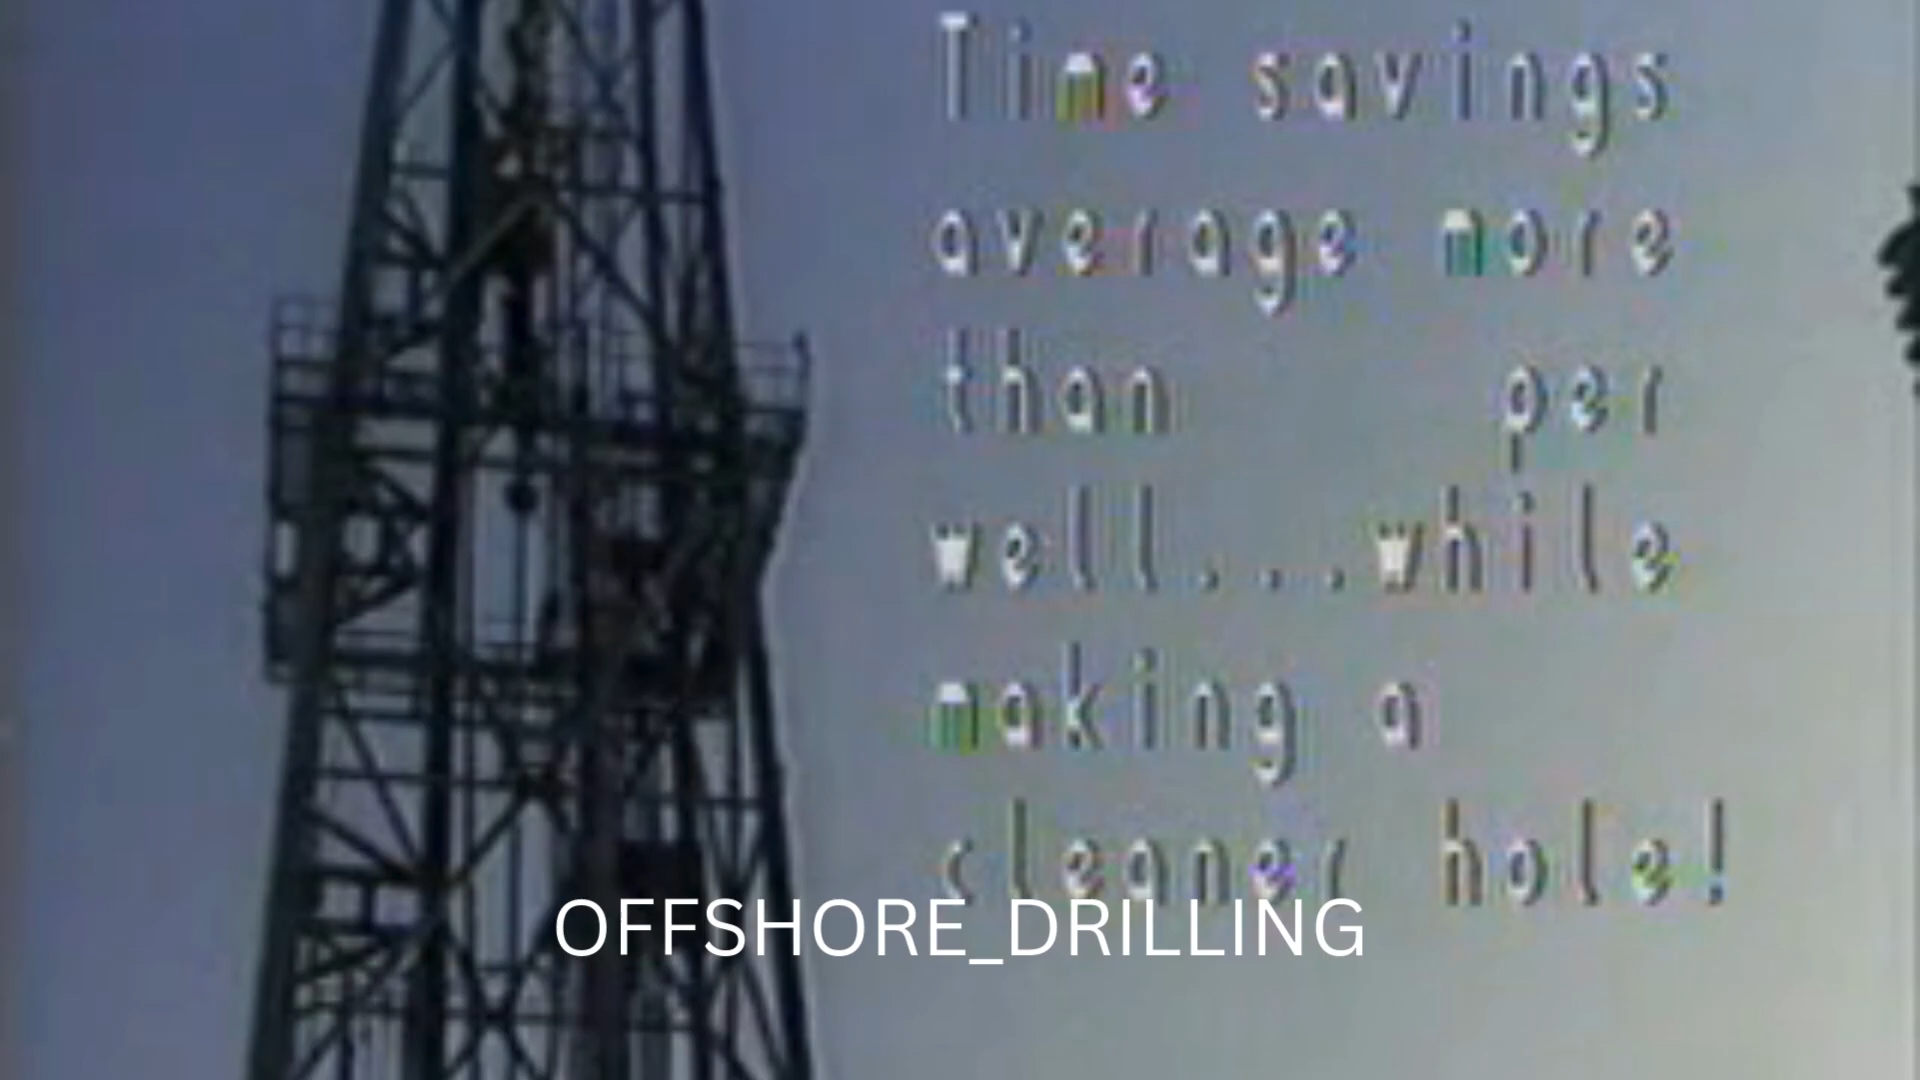 Time savings
average more
than per
well...while
making a
cleaner hole!
OFFSHORE_DRILLING